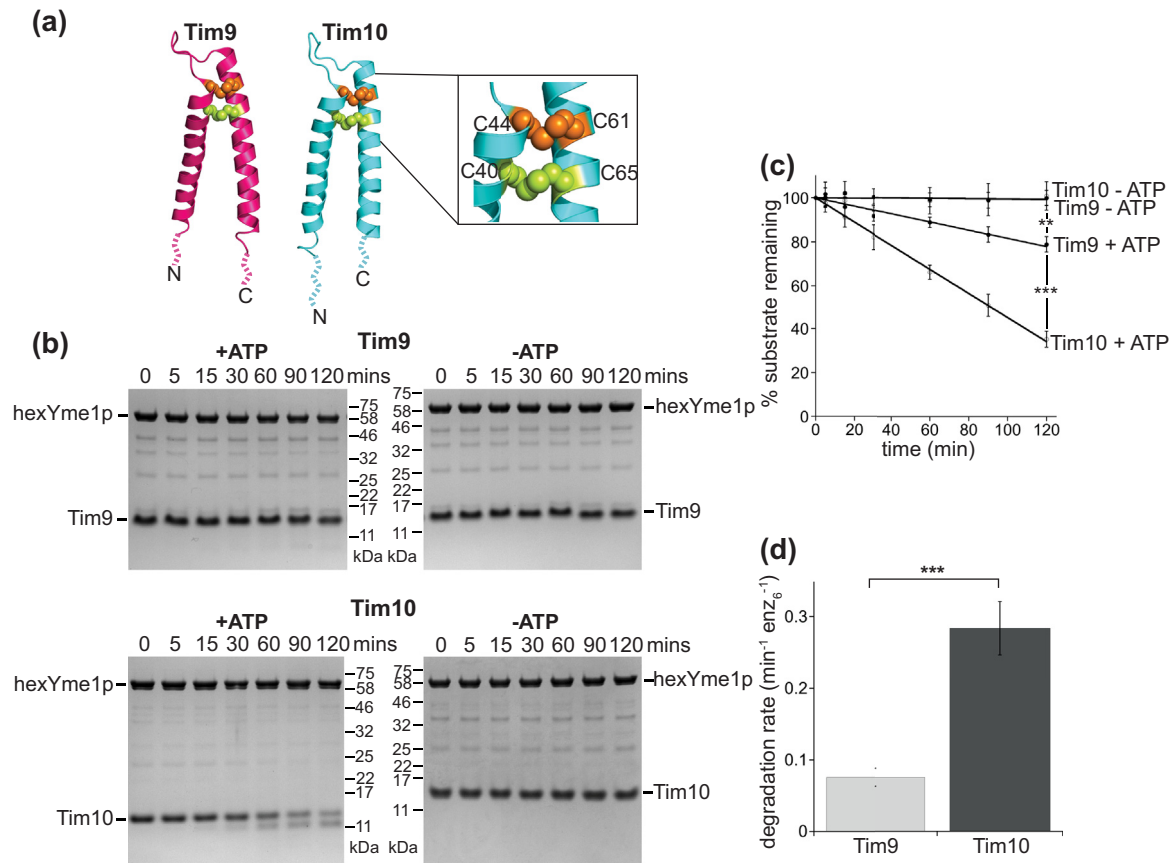 (a)
Tim9 Tim10
C44 C61
C40 C65
N C
N C
(b)
Tim9
+ATP -ATP
0 5 15 30 60 90 120 mins 0 5 15 30 60 90 120
hexYme1p
75
58
46
32
25
22
17
11
kDa
Tim9
75
58
46
32
25
22
17
11
kDa
hexYme1p
Tim9
Tim10
+ATP -ATP
0 5 15 30 60 90 120 mins 0 5 15 30 60 90 120
hexYme1p
75
58
46
32
25
22
17
11
kDa
Tim10
75
58
46
32
25
22
17
11
kDa
hexYme1p
Tim10
(c)
% substrate remaining
100
80
60
40
20
0
0 20 40 60 80 100 120
time (min)
Tim10 - ATP
Tim9 - ATP
**
Tim9 + ATP
***
Tim10 + ATP
(d)
degradation rate (min⁻¹ enz₆⁻¹)
0.3
0.2
0.1
0
***
Tim9 Tim10